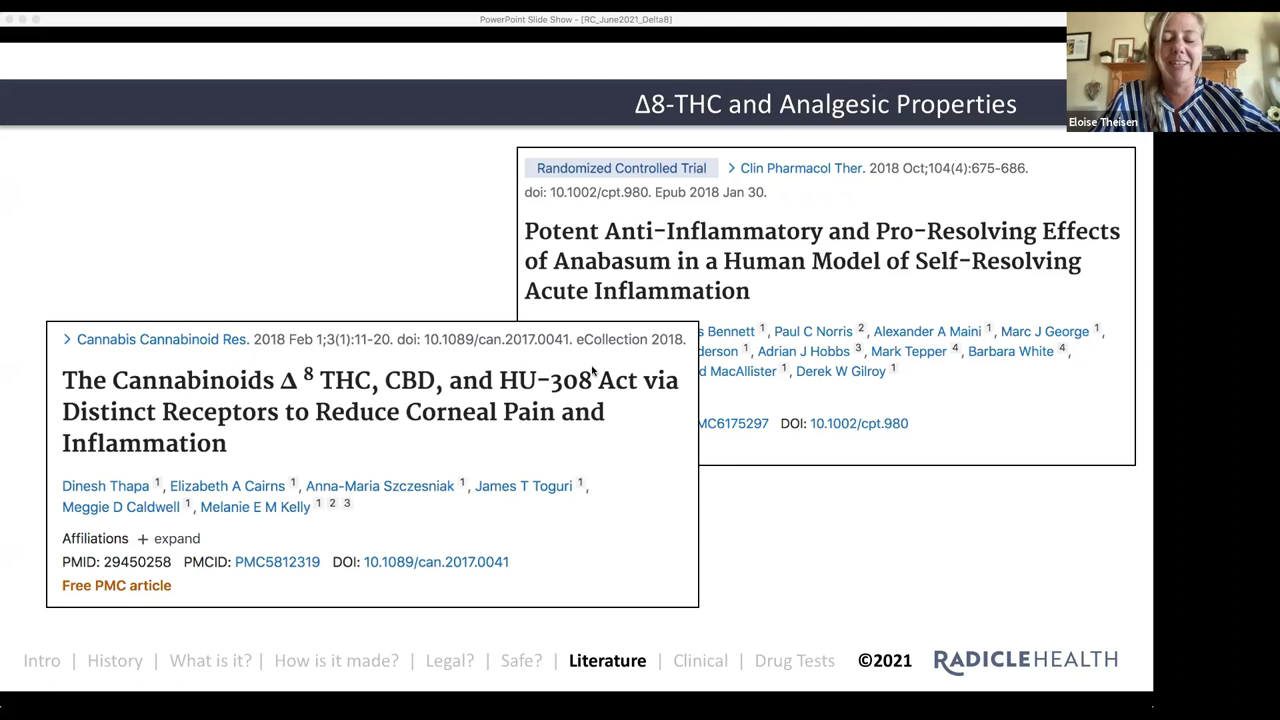 PowerPoint Slide Show - [RC_June2021_Delta8]
Eloise Theisen
Δ8-THC and Analgesic Properties
Randomized Controlled Trial > Clin Pharmacol Ther. 2018 Oct;104(4):675-686.
doi: 10.1002/cpt.980. Epub 2018 Jan 30.
Potent Anti-Inflammatory and Pro-Resolving Effects
of Anabasum in a Human Model of Self-Resolving
Acute Inflammation
Bennett 1, Paul C Norris 2, Alexander A Maini 1, Marc J George 1,
1, Adrian J Hobbs 3, Mark Tepper 4, Barbara White 4,
MacAllister 1, Derek W Gilroy 1
MC6175297 DOI: 10.1002/cpt.980
> Cannabis Cannabinoid Res. 2018 Feb 1;3(1):11-20. doi: 10.1089/can.2017.0041. eCollection 2018.
The Cannabinoids Δ 8 THC, CBD, and HU-308 Act via
Distinct Receptors to Reduce Corneal Pain and
Inflammation
Dinesh Thapa 1, Elizabeth A Cairns 1, Anna-Maria Szczesniak 1, James T Toguri 1,
Meggie D Caldwell 1, Melanie E M Kelly 1 2 3
Affiliations + expand
PMID: 29450258 PMCID: PMC5812319 DOI: 10.1089/can.2017.0041
Free PMC article
Intro | History | What is it? | How is it made? | Legal? | Safe? | Literature | Clinical | Drug Tests ©2021 RADICLEHEALTH